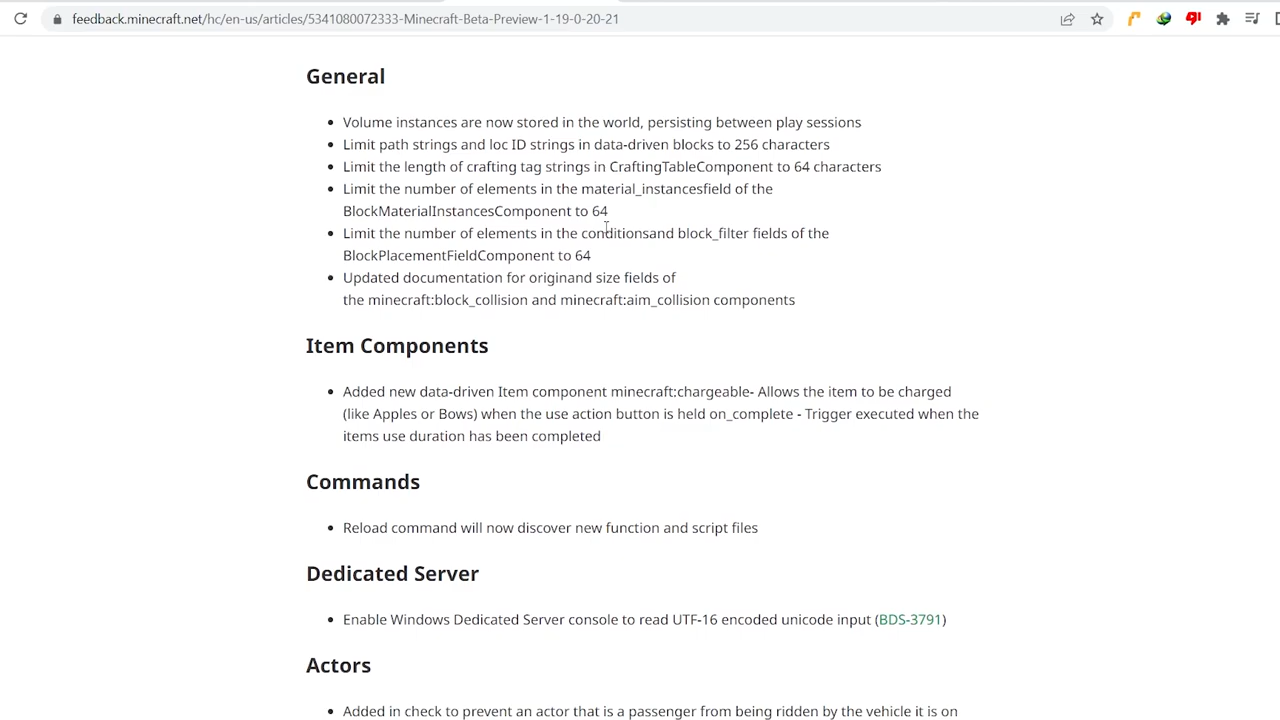 feedback.minecraft.net/hc/en-us/articles/5341080072333-Minecraft-Beta-Preview-1-19-0-20-21
General
Volume instances are now stored in the world, persisting between play sessions
Limit path strings and loc ID strings in data-driven blocks to 256 characters
Limit the length of crafting tag strings in CraftingTableComponent to 64 characters
Limit the number of elements in the material_instancesfield of the
BlockMaterialInstancesComponent to 64
Limit the number of elements in the conditionsand block_filter fields of the
BlockPlacementFieldComponent to 64
Updated documentation for originand size fields of
the minecraft:block_collision and minecraft:aim_collision components
Item Components
Added new data-driven Item component minecraft:chargeable- Allows the item to be charged
(like Apples or Bows) when the use action button is held on_complete - Trigger executed when the
items use duration has been completed
Commands
Reload command will now discover new function and script files
Dedicated Server
Enable Windows Dedicated Server console to read UTF-16 encoded unicode input (BDS-3791)
Actors
Added in check to prevent an actor that is a passenger from being ridden by the vehicle it is on